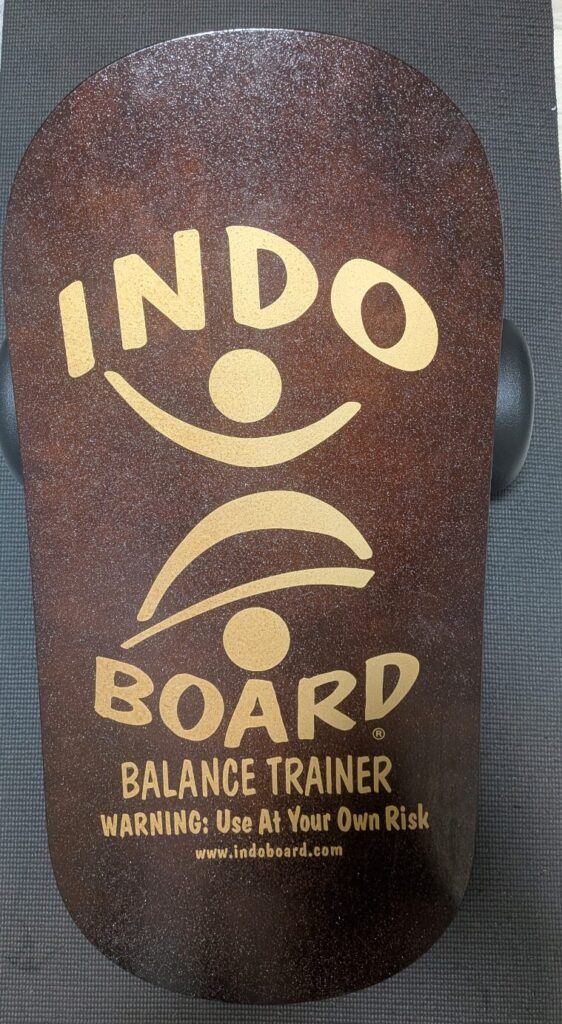 INDO
BOARD®
BALANCE TRAINER
WARNING: Use At Your Own Risk
www.indoboard.com